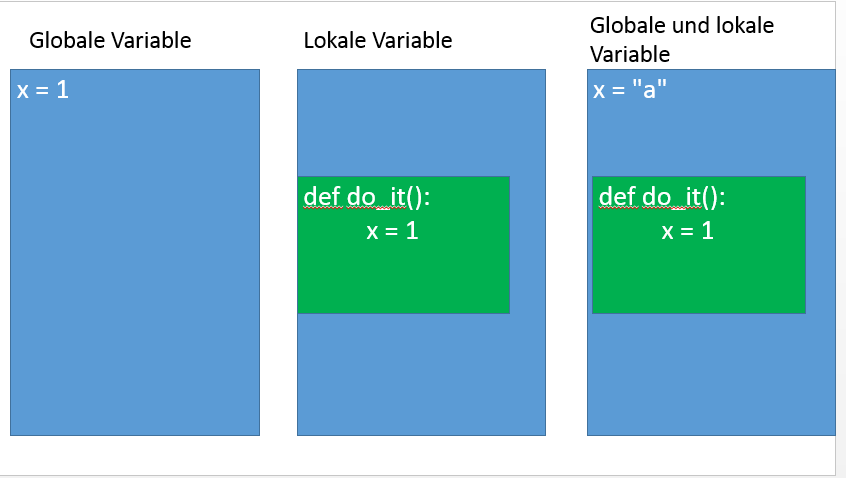 Globale Variable
x = 1
Lokale Variable
def do_it():
x = 1
Globale und lokale
Variable
x = "a"
def do_it():
x = 1